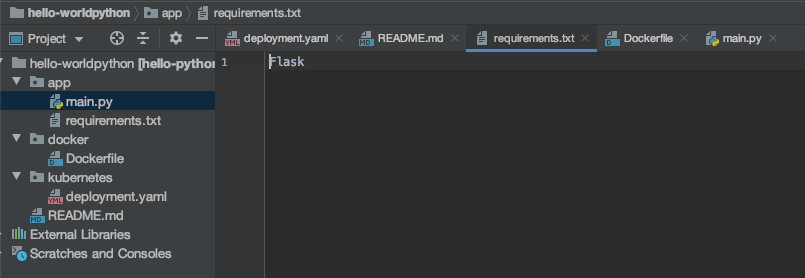 hello-worldpython app requirements.txt
Project
deployment.yaml README.md requirements.txt Dockerfile main.py
hello-worldpython [hello-python
app
main.py
requirements.txt
docker
Dockerfile
kubernetes
deployment.yaml
README.md
External Libraries
Scratches and Consoles
1 Flask